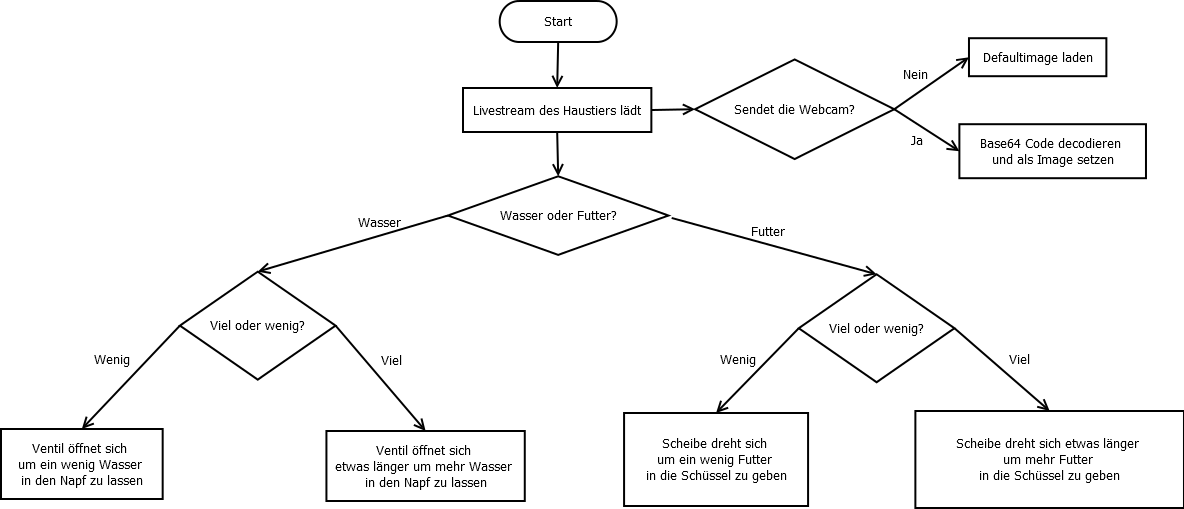 Start
Livestream des Haustiers lädt
Sendet die Webcam?
Nein
Defaultimage laden
Ja
Base64 Code decodieren
und als Image setzen
Wasser oder Futter?
Wasser
Futter
Viel oder wenig?
Wenig
Viel
Viel oder wenig?
Wenig
Viel
Ventil öffnet sich
um ein wenig Wasser
in den Napf zu lassen
Ventil öffnet sich
etwas länger um mehr Wasser
in den Napf zu lassen
Scheibe dreht sich
um ein wenig Futter
in die Schüssel zu geben
Scheibe dreht sich etwas länger
um mehr Futter
in die Schüssel zu geben